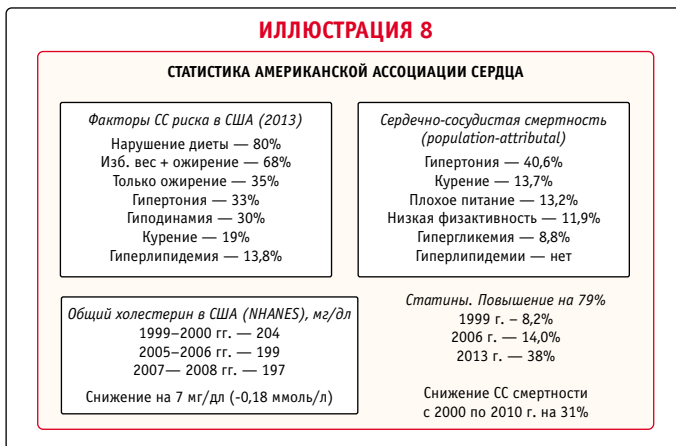 ИЛЛЮСТРАЦИЯ 8
СТАТИСТИКА АМЕРИКАНСКОЙ АССОЦИАЦИИ СЕРДЦА
Факторы СС риска в США (2013)
Нарушение диеты — 80%
Изб. вес + ожирение — 68%
Только ожирение — 35%
Гипертония — 33%
Гиподинамия — 30%
Курение — 19%
Гиперлипидемия — 13,8%
Сердечно-сосудистая смертность
(population-attributal)
Гипертония — 40,6%
Курение — 13,7%
Плохое питание — 13,2%
Низкая физактивность — 11,9%
Гипергликемия — 8,8%
Гиперлипидемии — нет
Общий холестерин в США (NHANES), мг/дл
1999–2000 гг. — 204
2005–2006 гг. — 199
2007— 2008 гг. — 197
Снижение на 7 мг/дл (-0,18 ммоль/л)
Статины. Повышение на 79%
1999 г. – 8,2%
2006 г. — 14,0%
2013 г. — 38%
Снижение СС смертности
с 2000 по 2010 г. на 31%